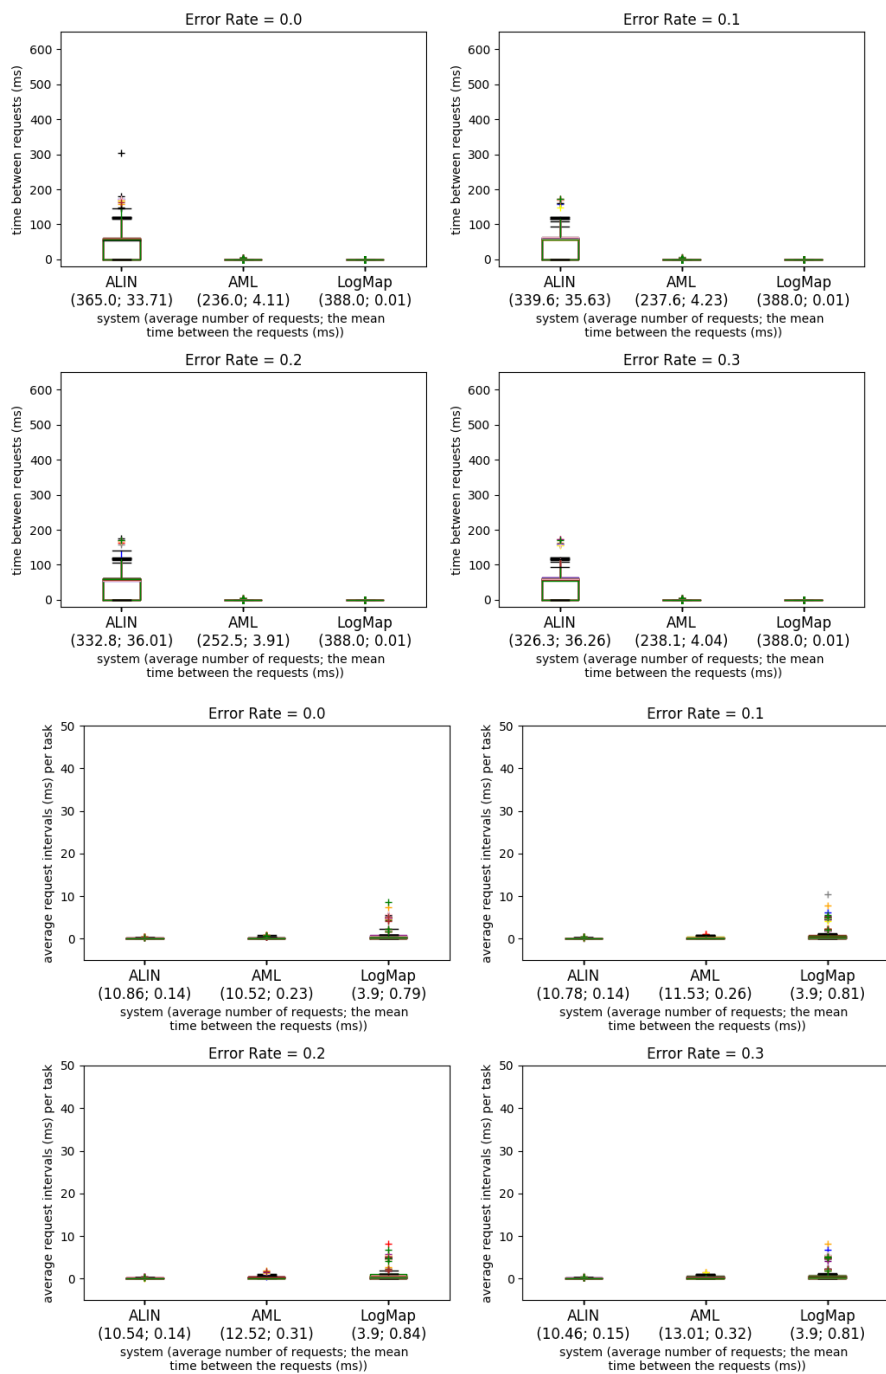 Error Rate = 0.0
time between requests (ms)
600
500
400
300
200
100
0
ALIN AML LogMap
(365.0; 33.71) (236.0; 4.11) (388.0; 0.01)
system (average number of requests; the mean
time between the requests (ms))
Error Rate = 0.1
time between requests (ms)
600
500
400
300
200
100
0
ALIN AML LogMap
(339.6; 35.63) (237.6; 4.23) (388.0; 0.01)
system (average number of requests; the mean
time between the requests (ms))
Error Rate = 0.2
time between requests (ms)
600
500
400
300
200
100
0
ALIN AML LogMap
(332.8; 36.01) (252.5; 3.91) (388.0; 0.01)
system (average number of requests; the mean
time between the requests (ms))
Error Rate = 0.3
time between requests (ms)
600
500
400
300
200
100
0
ALIN AML LogMap
(326.3; 36.26) (238.1; 4.04) (388.0; 0.01)
system (average number of requests; the mean
time between the requests (ms))
Error Rate = 0.0
average request intervals (ms) per task
50
40
30
20
10
0
ALIN AML LogMap
(10.86; 0.14) (10.52; 0.23) (3.9; 0.79)
system (average number of requests; the mean
time between the requests (ms))
Error Rate = 0.1
average request intervals (ms) per task
50
40
30
20
10
0
ALIN AML LogMap
(10.78; 0.14) (11.53; 0.26) (3.9; 0.81)
system (average number of requests; the mean
time between the requests (ms))
Error Rate = 0.2
average request intervals (ms) per task
50
40
30
20
10
0
ALIN AML LogMap
(10.54; 0.14) (12.52; 0.31) (3.9; 0.84)
system (average number of requests; the mean
time between the requests (ms))
Error Rate = 0.3
average request intervals (ms) per task
50
40
30
20
10
0
ALIN AML LogMap
(10.46; 0.15) (13.01; 0.32) (3.9; 0.81)
system (average number of requests; the mean
time between the requests (ms))